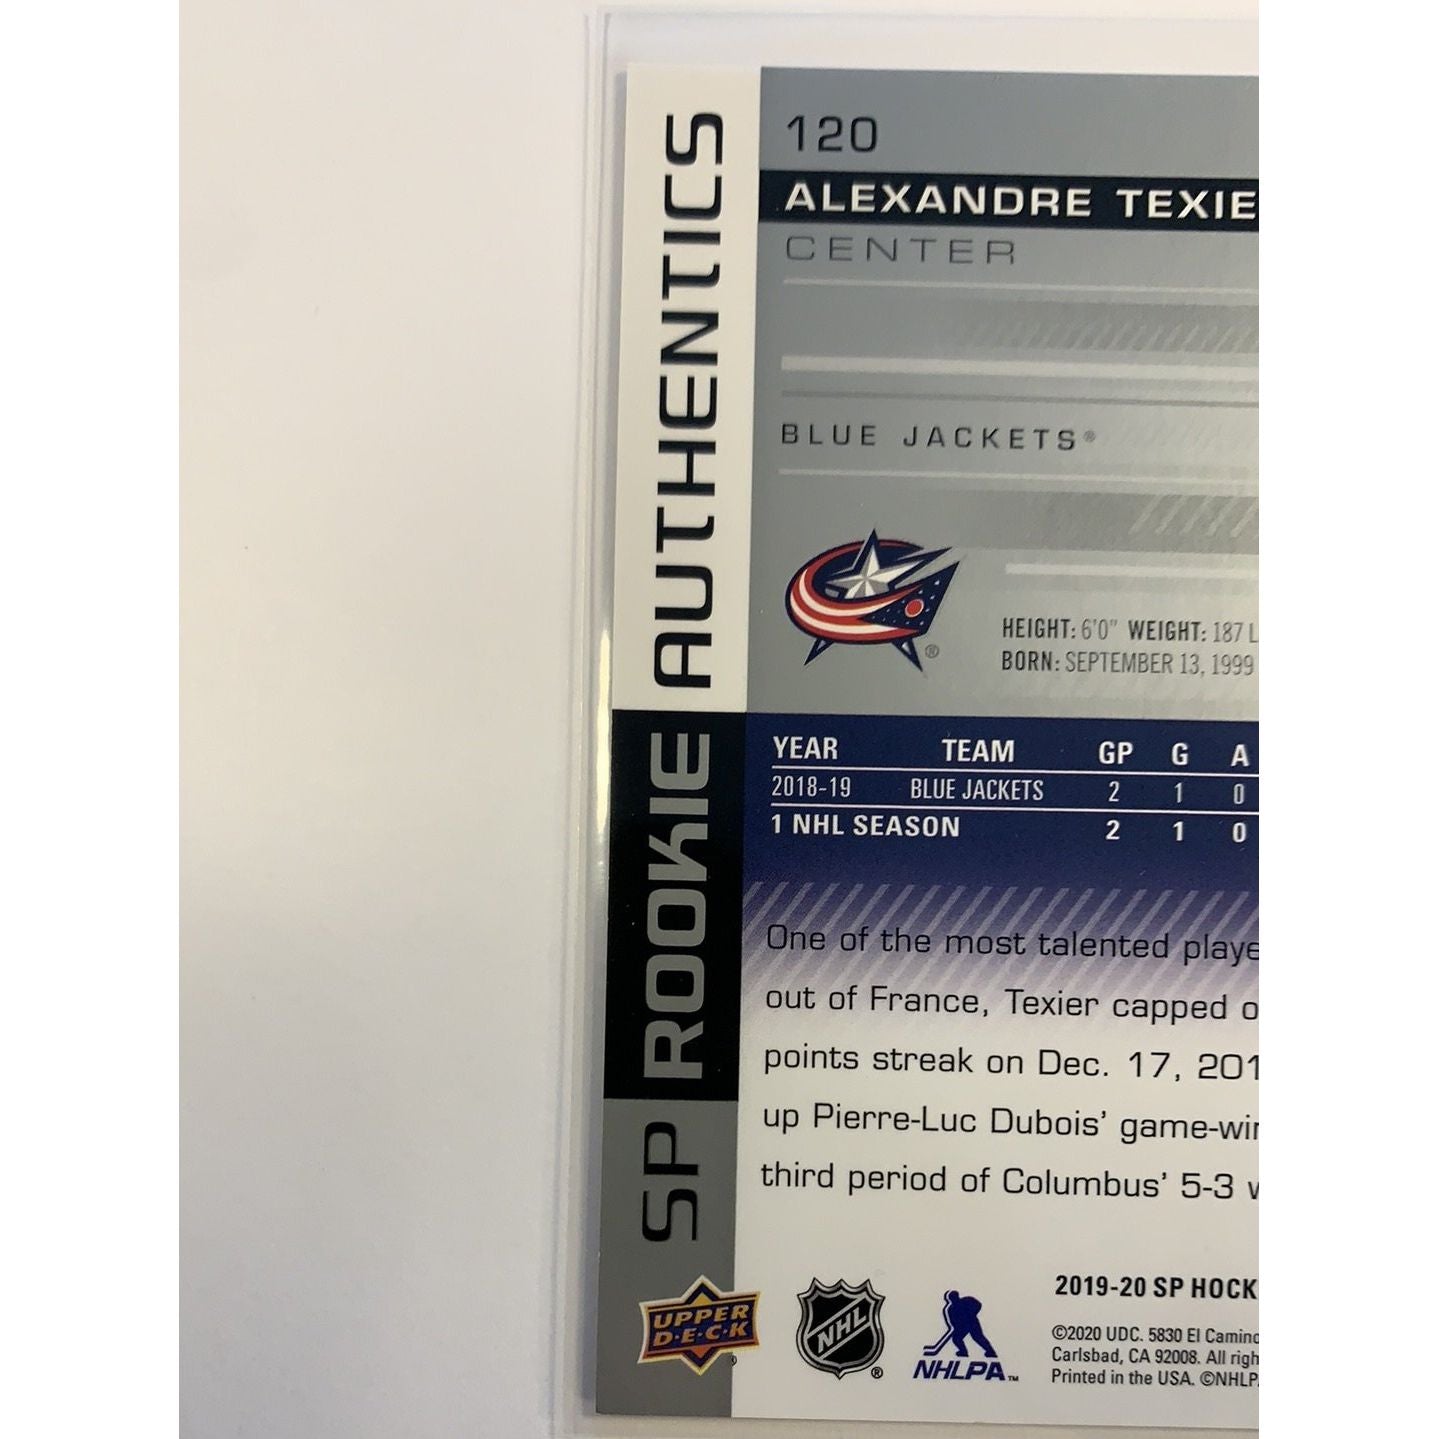 SP ROOKIE AUTHENTICS
120
ALEXANDRE TEXIE
CENTER
BLUE JACKETS®
®
HEIGHT: 6'0" WEIGHT: 187 L
BORN: SEPTEMBER 13, 1999
YEAR TEAM GP G A
2018-19 BLUE JACKETS 2 1 0
1 NHL SEASON 2 1 0
One of the most talented playe
out of France, Texier capped o
points streak on Dec. 17, 201
up Pierre-Luc Dubois' game-wi
third period of Columbus' 5-3
UPPER
D·E·C·K
®
NHL
®
NHLPA™
2019-20 SP HOCK
©2020 UDC. 5830 El Camino
Carlsbad, CA 92008. All righ
Printed in the USA. ©NHLP